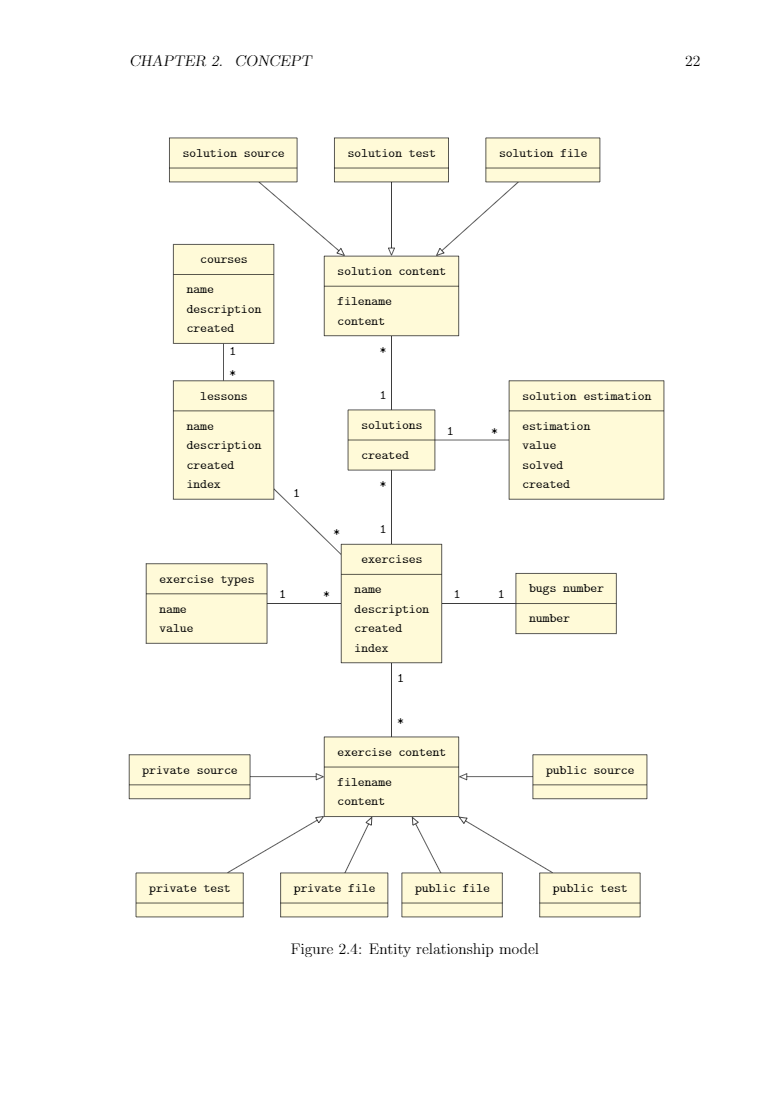 CHAPTER 2. CONCEPT 22
solution source
solution test
solution file
courses
name
description
created
solution content
filename
content
1
*
*
1
lessons
name
description
created
index
solutions
created
1 *
solution estimation
estimation
value
solved
created
1
*
*
1
exercise types
name
value
1 *
exercises
name
description
created
index
1 1
bugs number
number
1
*
exercise content
filename
content
private source
public source
private test
private file
public file
public test
Figure 2.4: Entity relationship model